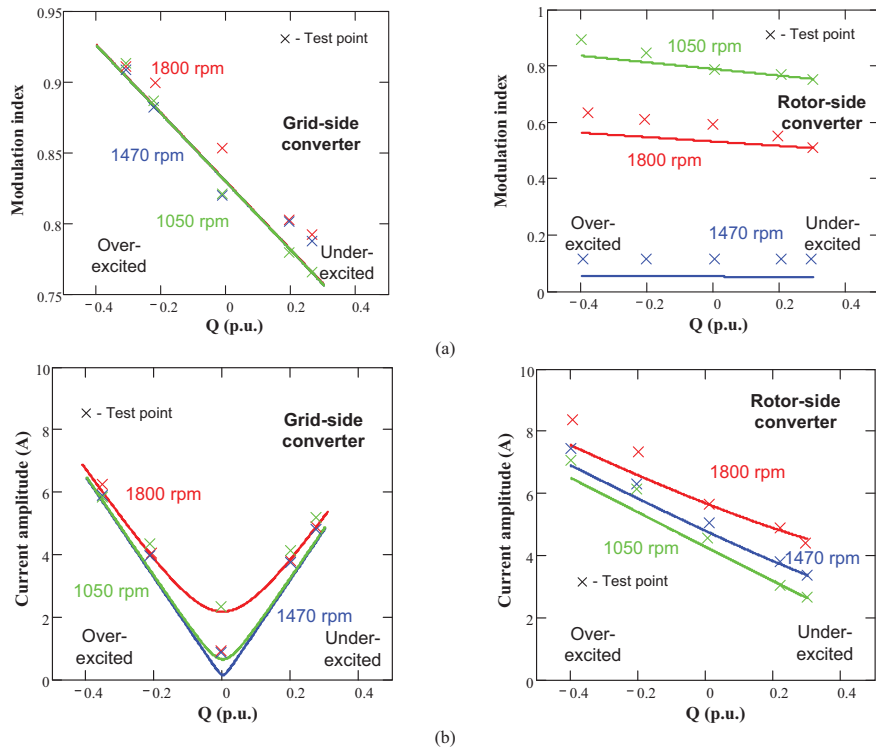 0.95
0.9
0.85
0.8
0.75
Modulation index
× - Test point
1800 rpm
Grid-side
converter
1470 rpm
1050 rpm
Over-
excited
Under-
excited
−0.4
−0.2
0
0.2
0.4
Q (p.u.)
1
0.8
0.6
0.4
0.2
0
Modulation index
1050 rpm
× - Test point
Rotor-side
converter
1800 rpm
Over-
excited
1470 rpm
Under-
excited
−0.4
−0.2
0
0.2
0.4
Q (p.u.)
(a)
10
8
6
4
2
0
Current amplitude (A)
× - Test point
Grid-side
converter
1800 rpm
1050 rpm
1470 rpm
Over-
excited
Under-
excited
−0.4
−0.2
0
0.2
0.4
Q (p.u.)
10
8
6
4
2
0
Current amplitude (A)
Rotor-side
converter
1800 rpm
1050 rpm
1470 rpm
× - Test point
Over-
excited
Under-
excited
−0.4
−0.2
0
0.2
0.4
Q (p.u.)
(b)